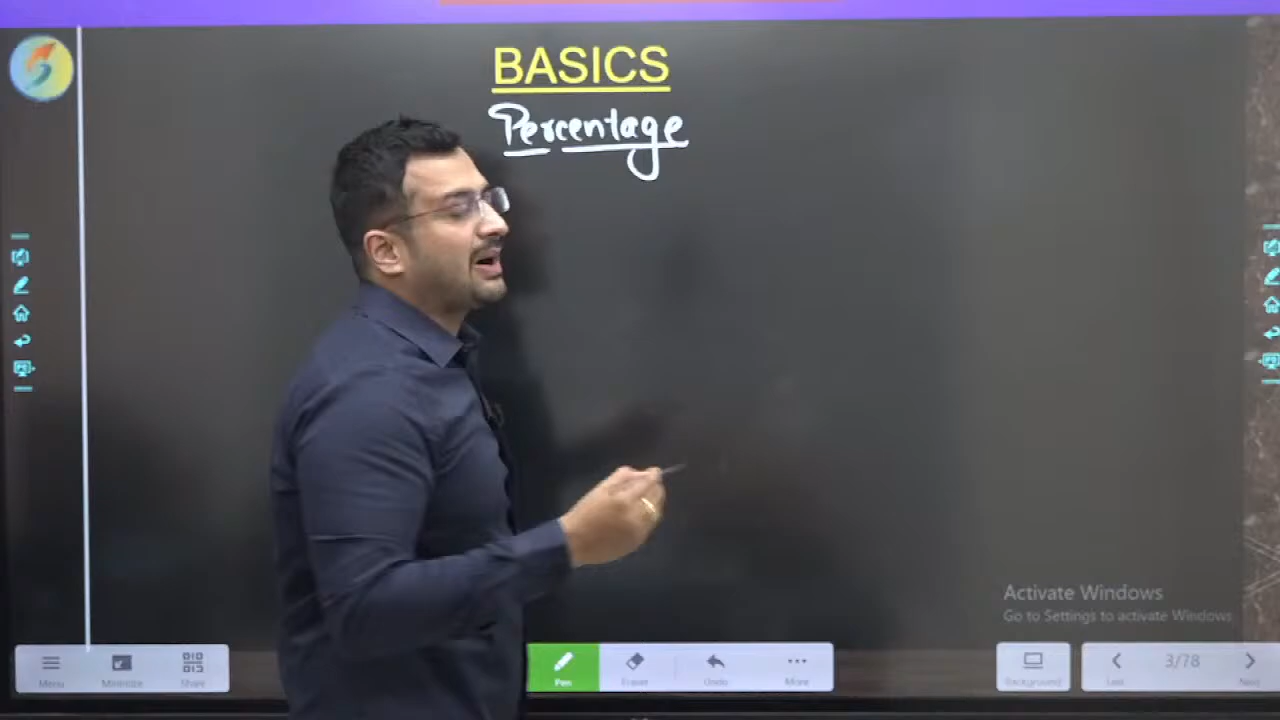 BASICS
Percentage
Activate Windows
Go to Settings to activate Windows
Menu
Minimize
Share
Pen
Eraser
Undo
More
Background
3/78
Next